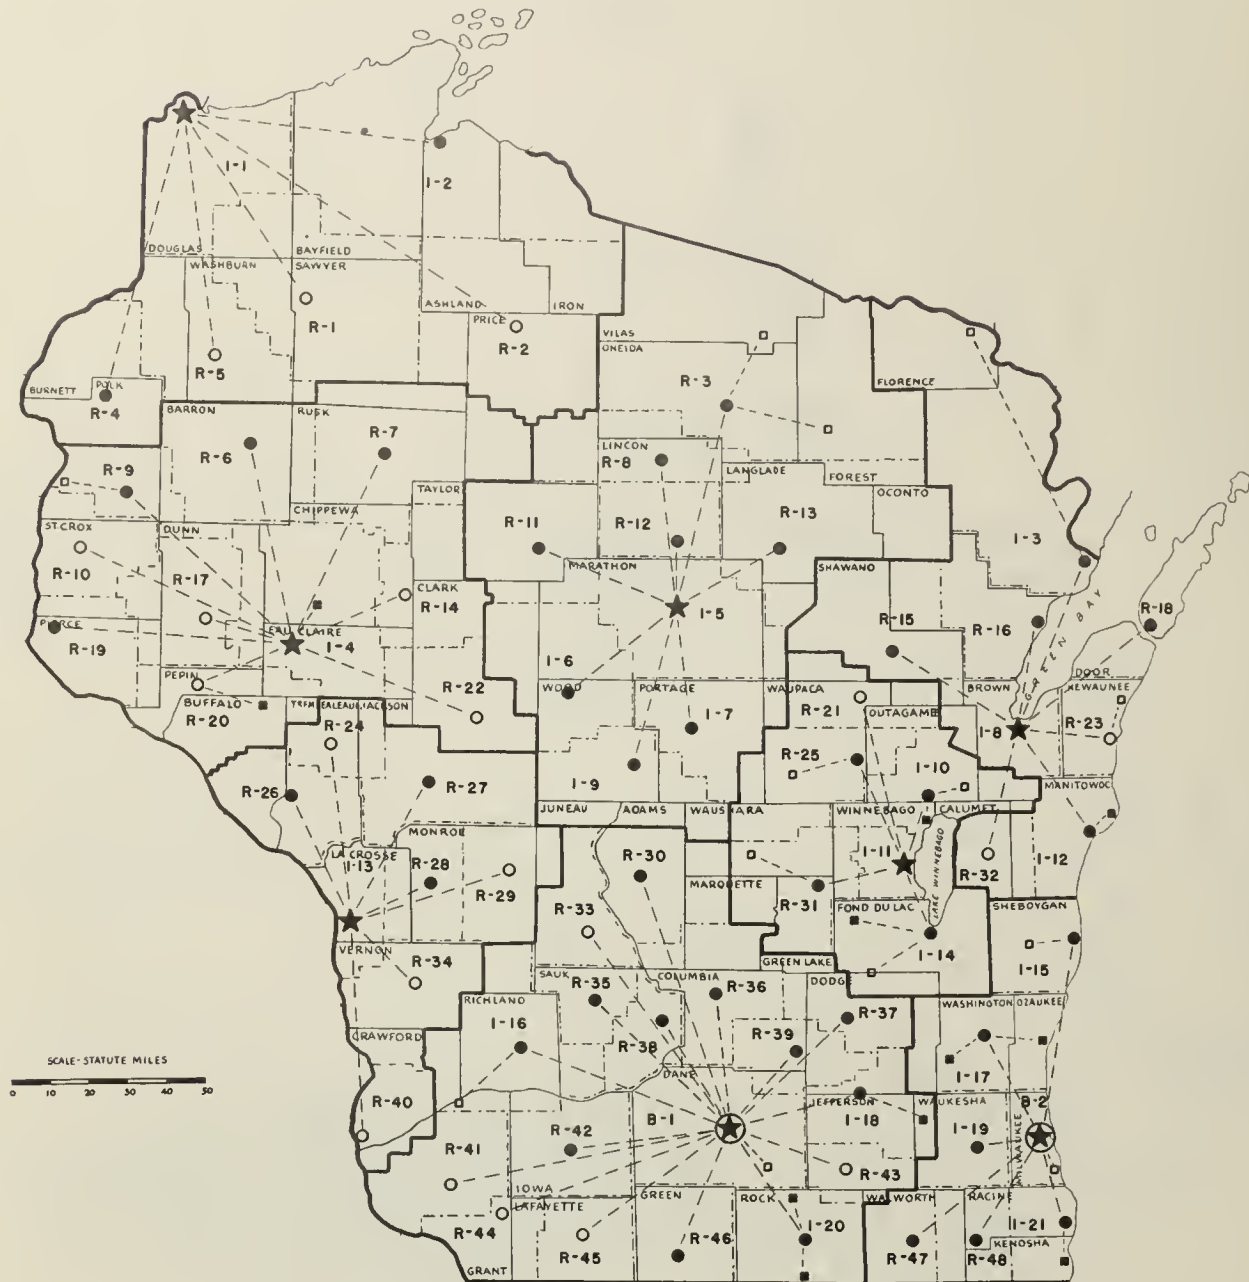 I-1
I-2
DOUGLAS
BAYFIELD
WASHBURN
SAWYER
ASHLAND
IRON
R-1
PRICE
R-2
VILAS
ONEIDA
R-5
R-3
FLORENCE
BURNETT
POLK
R-4
BARRON
RUSK
R-6
R-7
LINCON
R-8
LANGLADE
FOREST
R-9
TAYLOR
OCONTO
CHIPPEWA
ST.CROX
DUNN
R-11
R-12
R-13
I-3
R-10
R-17
MARATHON
SHAWANO
CLARK
R-14
I-5
R-15
R-16
R-18
GREEN BAY
PIERCE
R-19
EAU CLAIRE
I-4
I-6
PEPIN
R-22
WOOD
PORTAGE
WAUPACA
BROWN
DOOR
KEWAUNEE
BUFFALO
R-20
TREMPEALEAU
JACKSON
R-21
OUTAGAME
R-24
I-7
I-8
R-23
R-25
I-10
R-26
R-27
I-9
MANITOWOC
JUNEAU
ADAMS
WAUSHARA
WINNEBAGO
CALUMET
MONROE
LA CROSSE
I-13
R-28
R-29
R-30
I-11
LAKE WINNEBAGO
I-12
R-32
MARQUETTE
R-31
R-33
FOND DU LAC
SHEBOYGAN
VERNON
I-14
R-34
GREEN LAKE
I-15
SAUK
COLUMBIA
DODGE
R-35
R-36
RICHLAND
R-37
WASHINGTON
OZAUKEE
I-16
CRAWFORD
R-38
R-39
I-17
SCALE-STATUTE MILES
0 10 20 30 40 50
DANE
R-40
B-1
JEFFERSON
I-18
WAUKESHA
B-2
R-41
R-42
I-19
MILWAUKEE
R-43
IOWA
GREEN
ROCK
WALWORTH
RACINE
LAFAYETTE
R-44
R-45
R-46
I-20
R-47
R-48
I-21
KENOSHA
GRANT